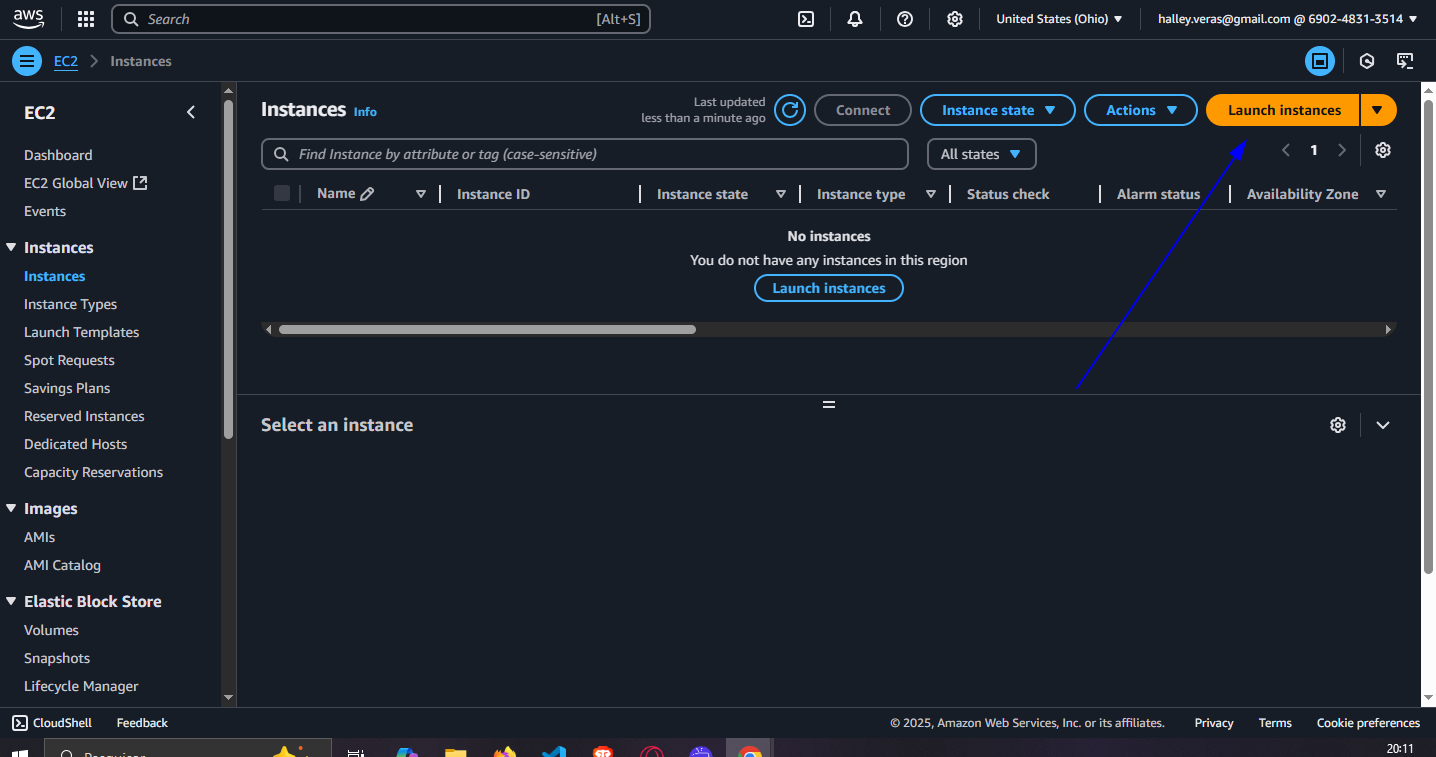 aws
Search [Alt+S]
United States (Ohio)
halley.veras@gmail.com @ 6902-4831-3514
EC2
Instances
EC2
Dashboard
EC2 Global View
Events
Instances
Instances
Instance Types
Launch Templates
Spot Requests
Savings Plans
Reserved Instances
Dedicated Hosts
Capacity Reservations
Images
AMIs
AMI Catalog
Elastic Block Store
Volumes
Snapshots
Lifecycle Manager
Instances Info
Last updated
less than a minute ago
Connect
Instance state
Actions
Launch instances
Find Instance by attribute or tag (case-sensitive)
All states
1
Name Instance ID Instance state Instance type Status check Alarm status Availability Zone
No instances
You do not have any instances in this region
Launch instances
Select an instance
CloudShell Feedback
© 2025, Amazon Web Services, Inc. or its affiliates. Privacy Terms Cookie preferences
20:11